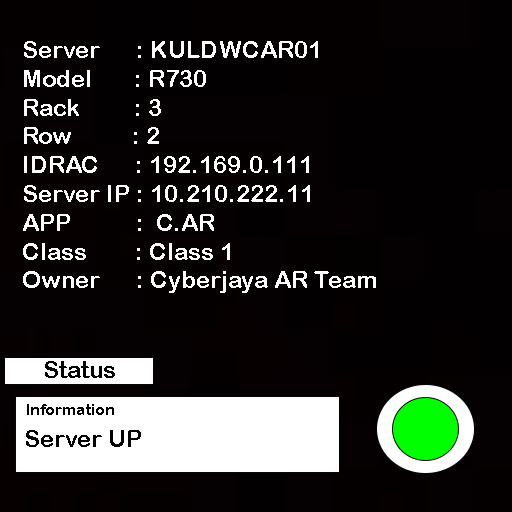 Server : KULDWCAR01
Model : R730
Rack : 3
Row : 2
IDRAC : 192.169.0.111
Server IP : 10.210.222.11
APP : C.AR
Class : Class 1
Owner : Cyberjaya AR Team
Status
Information
Server UP